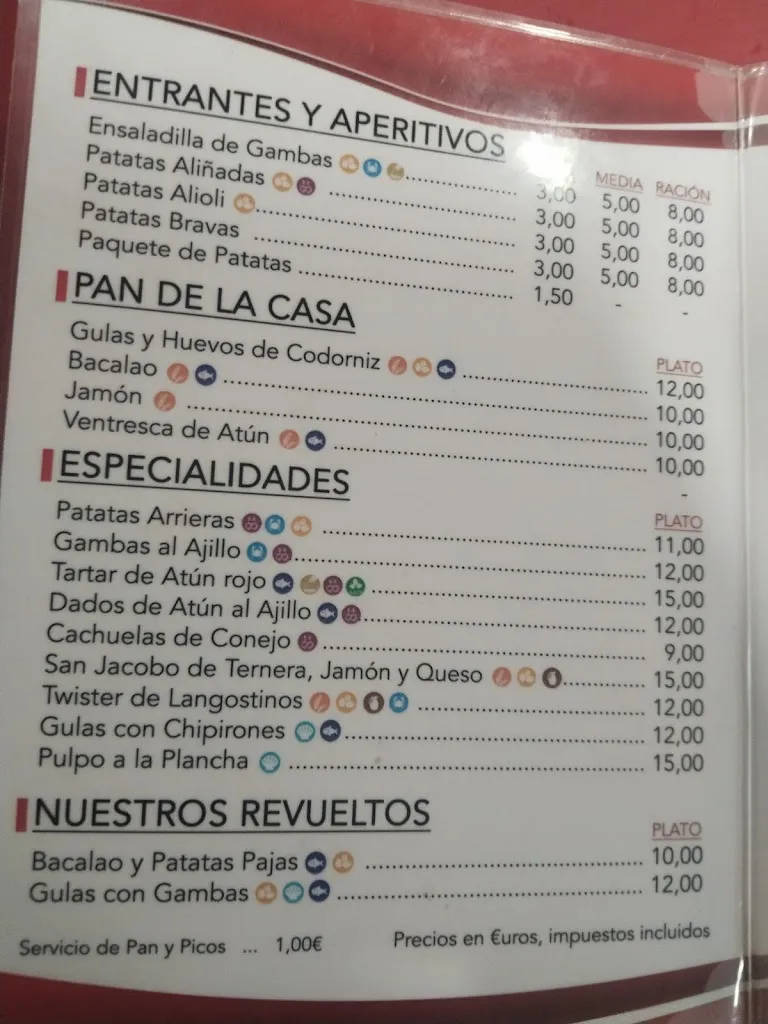 ENTRANTES Y APERITIVOS
MEDIA RACIÓN
Ensaladilla de Gambas ........ 3,00 5,00 8,00
Patatas Aliñadas ........ 3,00 5,00 8,00
Patatas Alioli ........ 3,00 5,00 8,00
Patatas Bravas ........ 3,00 5,00 8,00
Paquete de Patatas ........ 1,50 - -
PAN DE LA CASA
PLATO
Gulas y Huevos de Codorniz ........ 12,00
Bacalao ........ 10,00
Jamón ........ 10,00
Ventresca de Atún ........ 10,00
-
ESPECIALIDADES
PLATO
Patatas Arrieras ........ 11,00
Gambas al Ajillo ........ 12,00
Tartar de Atún rojo ........ 15,00
Dados de Atún al Ajillo ........ 12,00
Cachuelas de Conejo ........ 9,00
San Jacobo de Ternera, Jamón y Queso ........ 15,00
Twister de Langostinos ........ 12,00
Gulas con Chipirones ........ 12,00
Pulpo a la Plancha ........ 15,00
NUESTROS REVUELTOS
PLATO
Bacalao y Patatas Pajas ........ 10,00
Gulas con Gambas ........ 12,00
Servicio de Pan y Picos ... 1,00€
Precios en €uros, impuestos incluidos